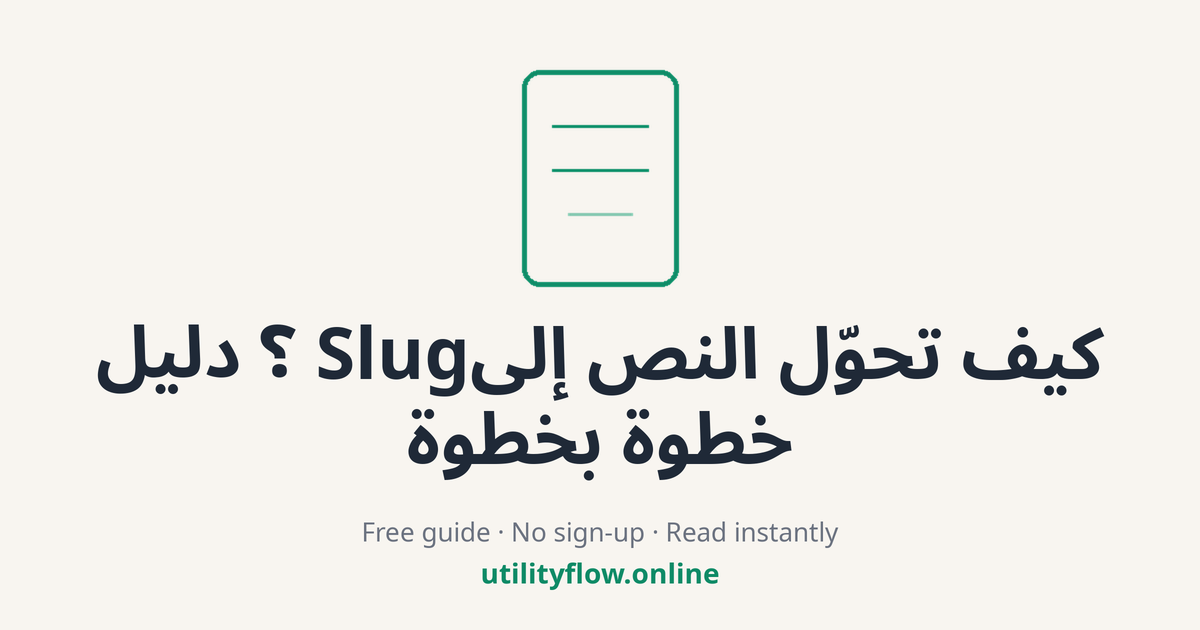 كيف تحوّل النص إلىSlug ؟ دليل
خطوة بخطوة
Free guide · No sign-up · Read instantly
utilityflow.online